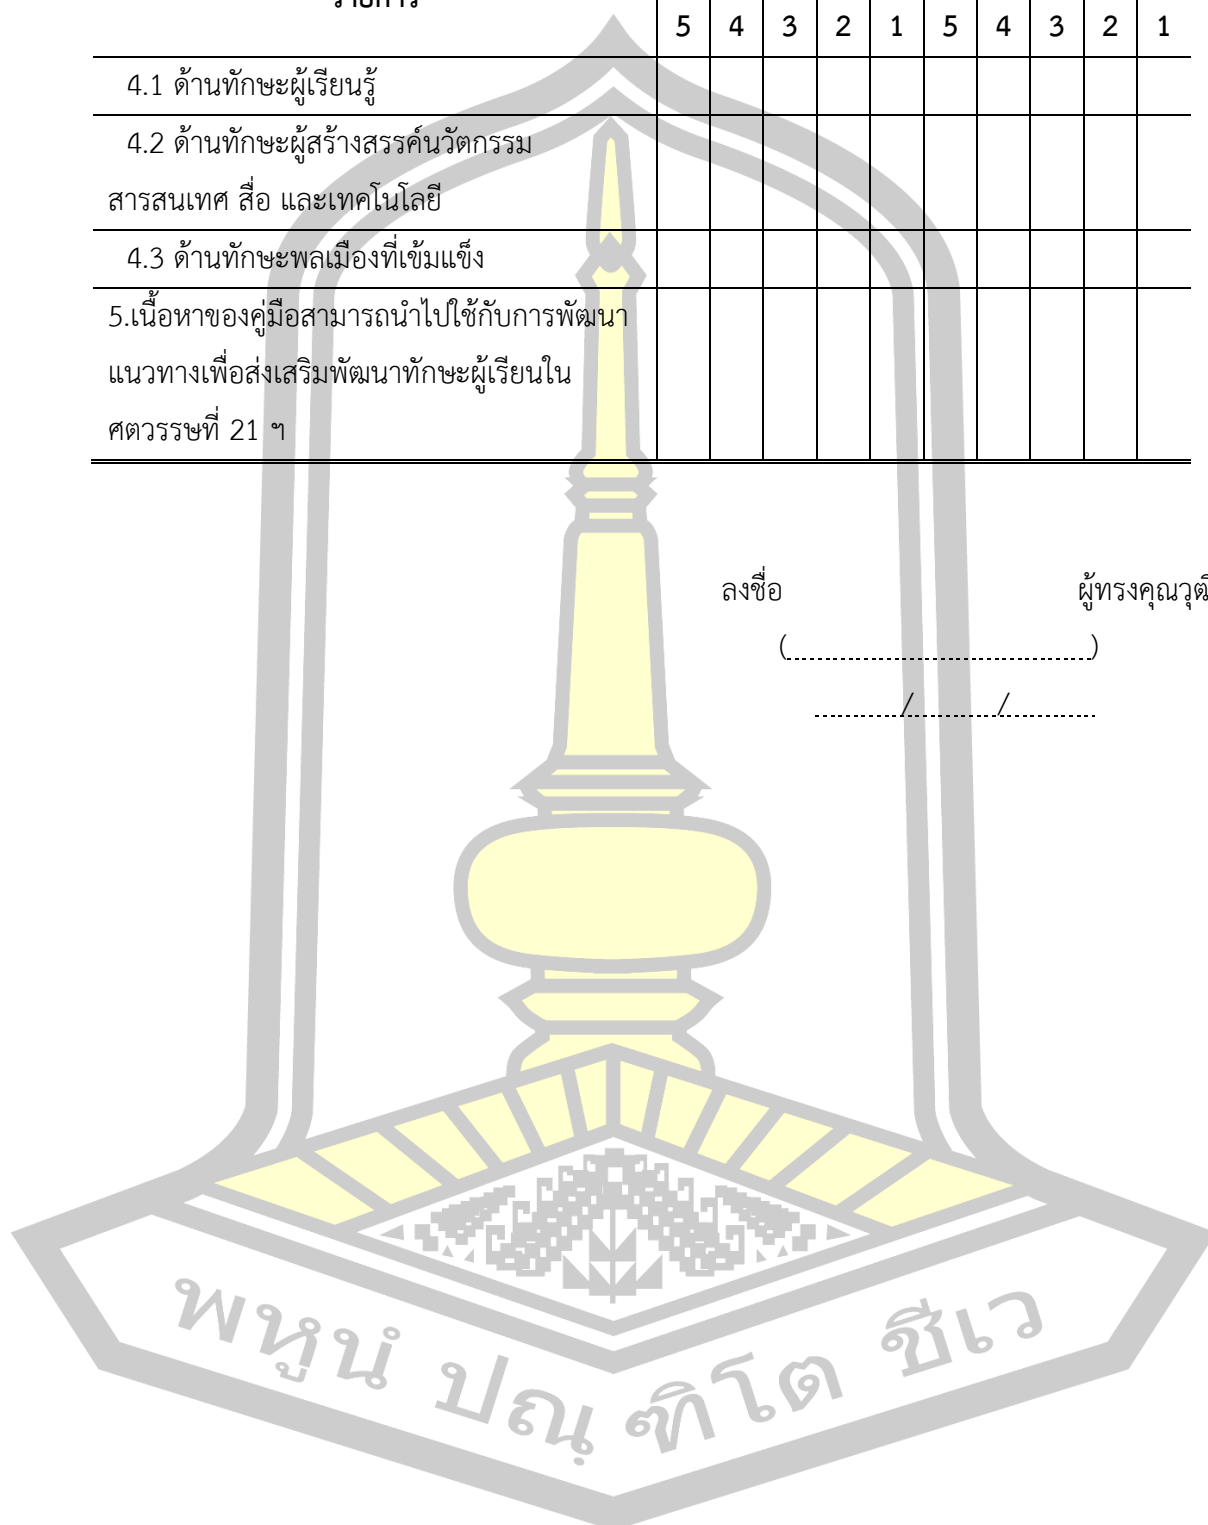 รายการ
5 4 3 2 1 5 4 3 2 1
4.1 ด้านทักษะผู้เรียนรู้
4.2 ด้านทักษะผู้สร้างสรรค์นวัตกรรม
สารสนเทศ สื่อ และเทคโนโลยี
4.3 ด้านทักษะพลเมืองที่เข้มแข็ง
5.เนื้อหาของคู่มือสามารถนำไปใช้กับการพัฒนา
แนวทางเพื่อส่งเสริมพัฒนาทักษะผู้เรียนใน
ศตวรรษที่ 21 ฯ
ลงชื่อ ผู้ทรงคุณวุฒิ
(.............................................)
............../............../..............
พหูนํ ปณฺฑิโต ชีเว